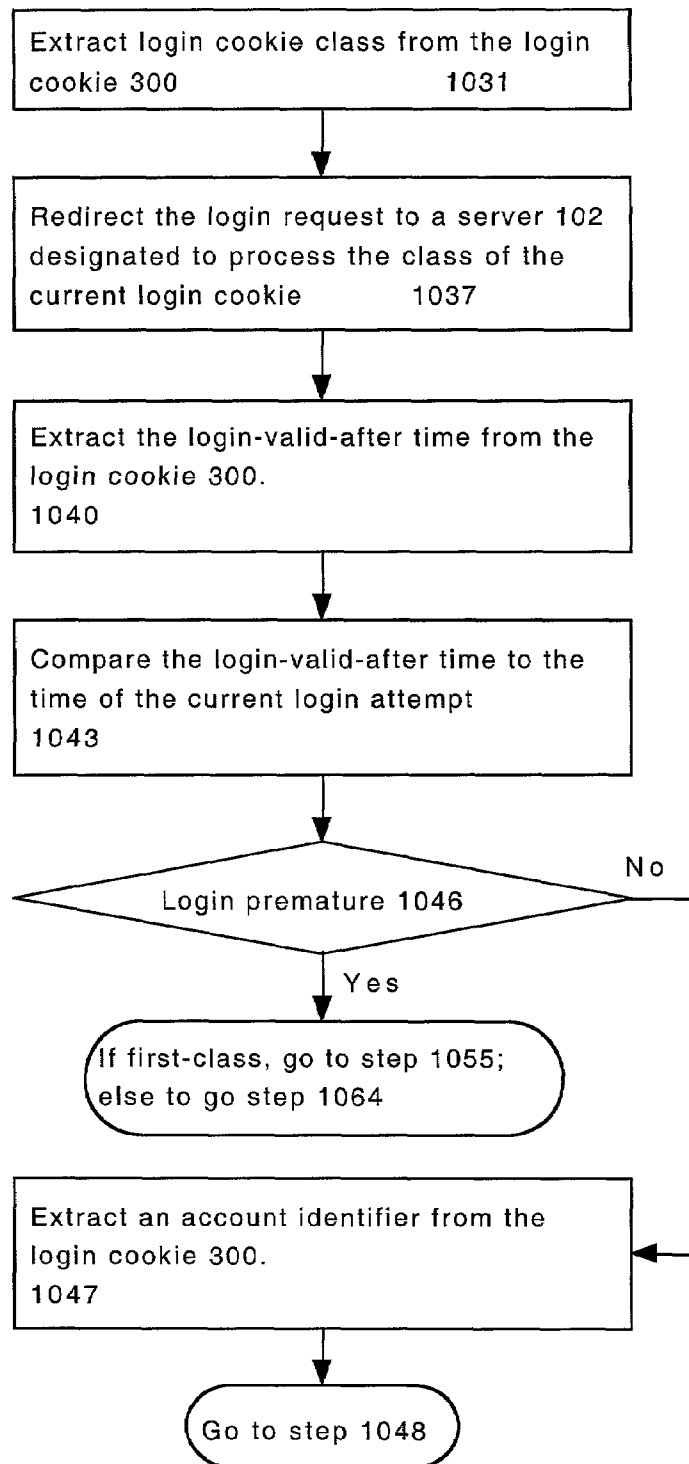 Extract login cookie class from the login
cookie 300 1031
Redirect the login request to a server 102
designated to process the class of the
current login cookie 1037
Extract the login-valid-after time from the
login cookie 300.
1040
Compare the login-valid-after time to the
time of the current login attempt
1043
No
Login premature 1046
Yes
If first-class, go to step 1055;
else to go step 1064
Extract an account identifier from the
login cookie 300.
1047
Go to step 1048